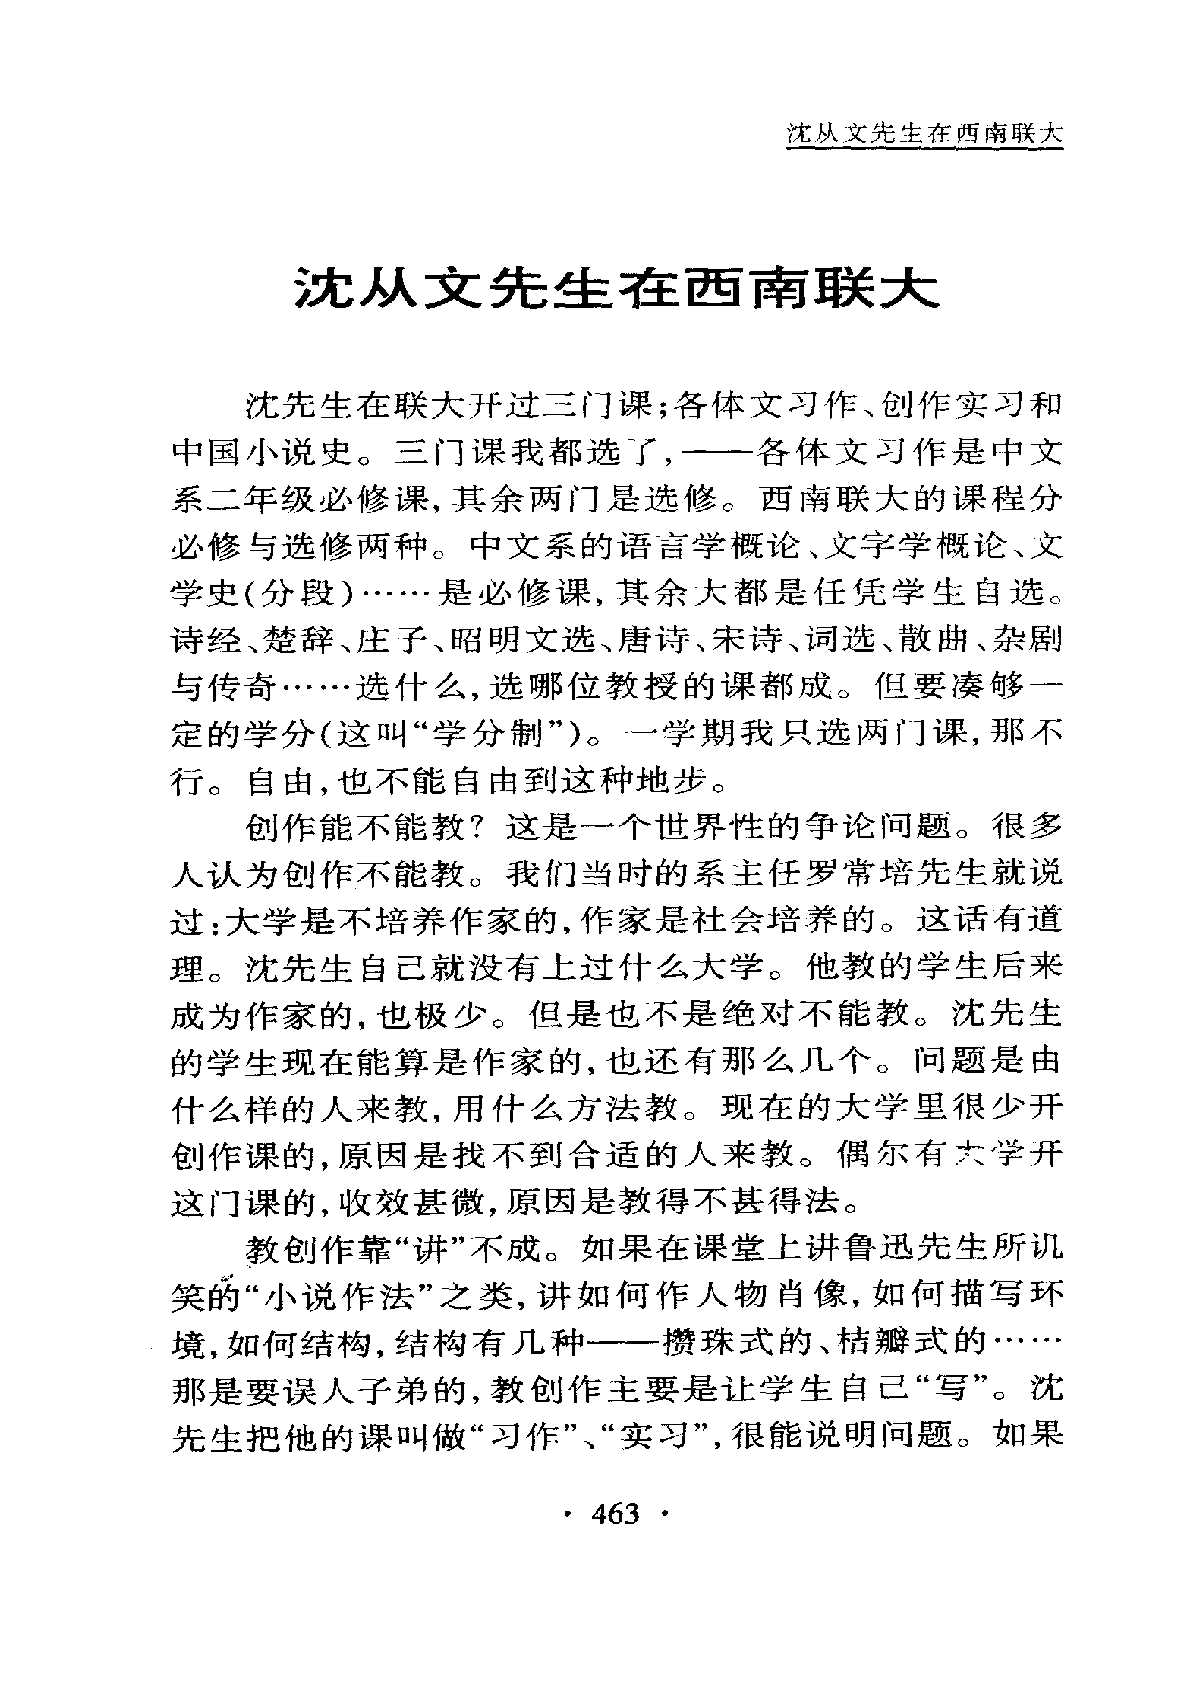 沈从文先生在西南联大
沈从文先生在西南联大
沈先生在联大开过三门课;各体文习作、创作实习和
中国小说史。三门课我都选了,——各体文习作是中文
系二年级必修课,其余两门是选修。西南联大的课程分
必修与选修两种。中文系的语言学概论、文字学概论、文
学史(分段)……是必修课,其余大都是任凭学生自选。
诗经、楚辞、庄子、昭明文选、唐诗、宋诗、词选、散曲、杂剧
与传奇……选什么,选哪位教授的课都成。但要凑够一
定的学分(这叫“学分制”)。一学期我只选两门课,那不
行。自由,也不能自由到这种地步。
创作能不能教?这是一个世界性的争论问题。很多
人认为创作不能教。我们当时的系主任罗常培先生就说
过:大学是不培养作家的,作家是社会培养的。这话有道
理。沈先生自己就没有上过什么大学。他教的学生后来
成为作家的,也极少。但是也不是绝对不能教。沈先生
的学生现在能算是作家的,也还有那么几个。问题是由
什么样的人来教,用什么方法教。现在的大学里很少开
创作课的,原因是找不到合适的人来教。偶尔有大学开
这门课的,收效甚微,原因是教得不甚得法。
教创作靠“讲”不成。如果在课堂上讲鲁迅先生所讥
笑的“小说作法”之类,讲如何作人物肖像,如何描写环
境,如何结构,结构有几种——攒珠式的、桔瓣式的……
那是要误人子弟的,教创作主要是让学生自己“写”。沈
先生把他的课叫做“习作”、“实习”,很能说明问题。如果
· 463 ·